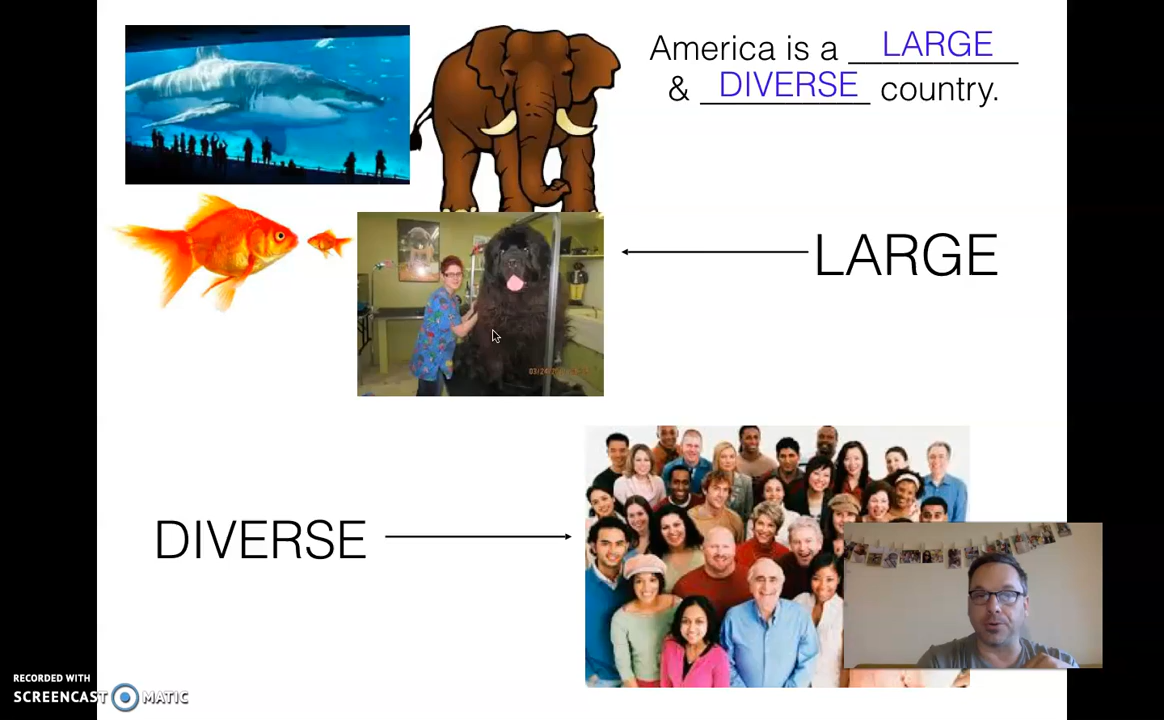 America is a LARGE
& DIVERSE country.
LARGE
DIVERSE
RECORDED WITH
SCREENCAST MATIC